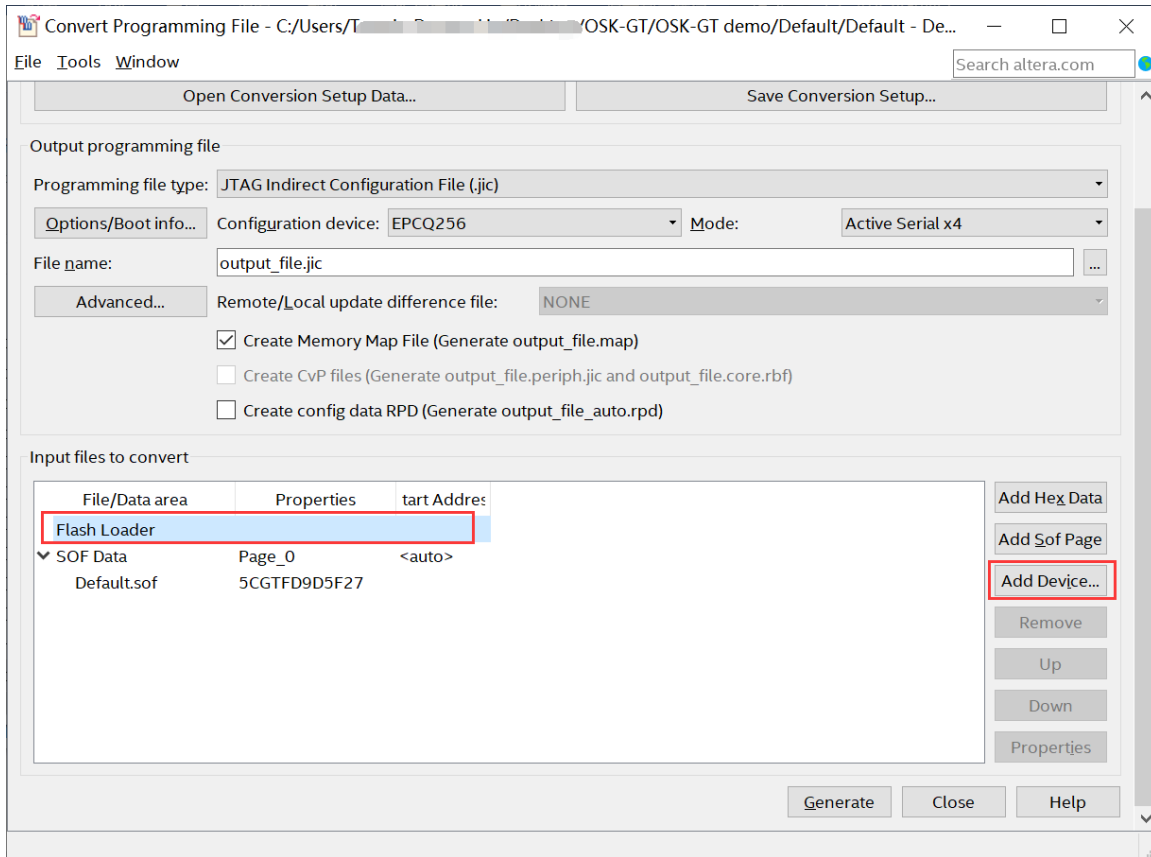 Convert Programming File - C:/Users/ /OSK-GT/OSK-GT demo/Default/Default - De...
File Tools Window
Search altera.com
Open Conversion Setup Data... Save Conversion Setup...
Output programming file
Programming file type: JTAG Indirect Configuration File (.jic)
Options/Boot info... Configuration device: EPCQ256 Mode: Active Serial x4
File name: output_file.jic ...
Advanced... Remote/Local update difference file: NONE
Create Memory Map File (Generate output_file.map)
Create CvP files (Generate output_file.periph.jic and output_file.core.rbf)
Create config data RPD (Generate output_file_auto.rpd)
Input files to convert
File/Data area Properties tart Addres
Add Hex Data
Flash Loader
Add Sof Page
SOF Data Page_0 <auto>
Default.sof 5CGTFD9D5F27
Add Device...
Remove
Up
Down
Properties
Generate Close Help